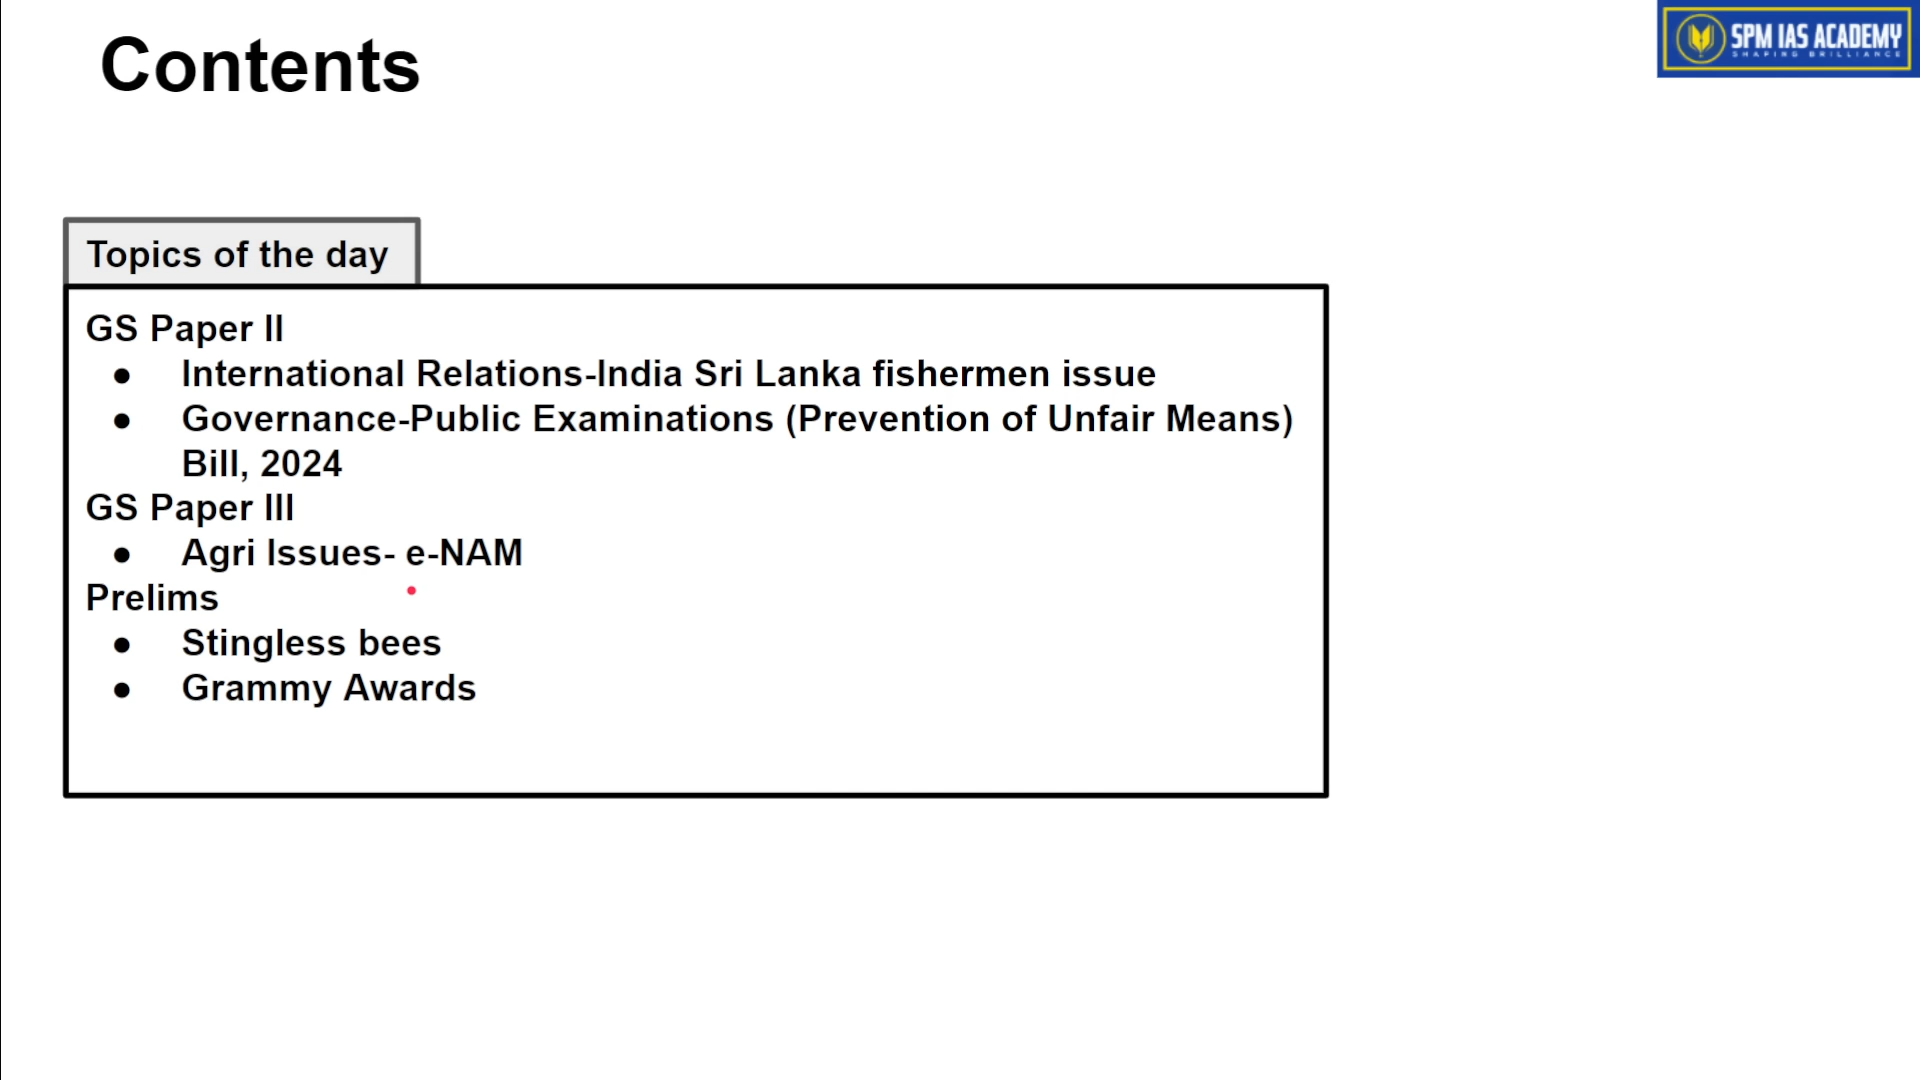 Contents
SPM IAS ACADEMY
SHAPING BRILLIANCE
Topics of the day
GS Paper II
● International Relations-India Sri Lanka fishermen issue
● Governance-Public Examinations (Prevention of Unfair Means)
Bill, 2024
GS Paper III
● Agri Issues- e-NAM
Prelims
● Stingless bees
● Grammy Awards